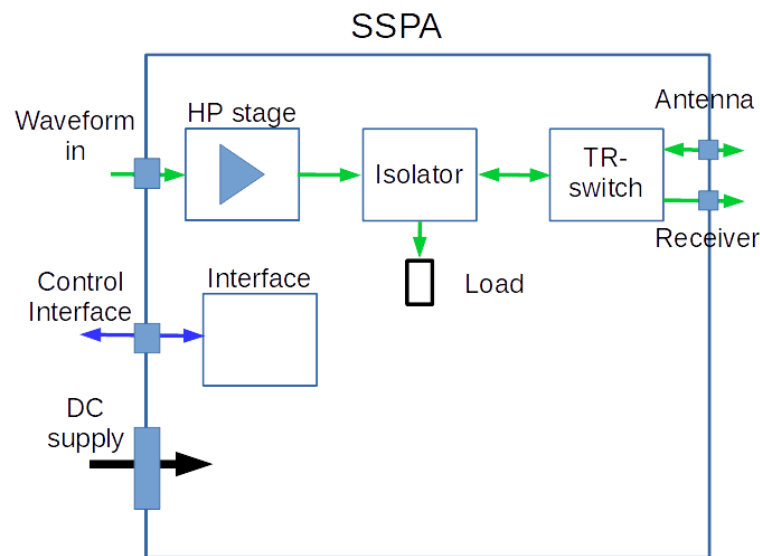 SSPA
Waveform
in
HP stage
Isolator
TR-
switch
Antenna
Receiver
Load
Control
Interface
Interface
DC
supply